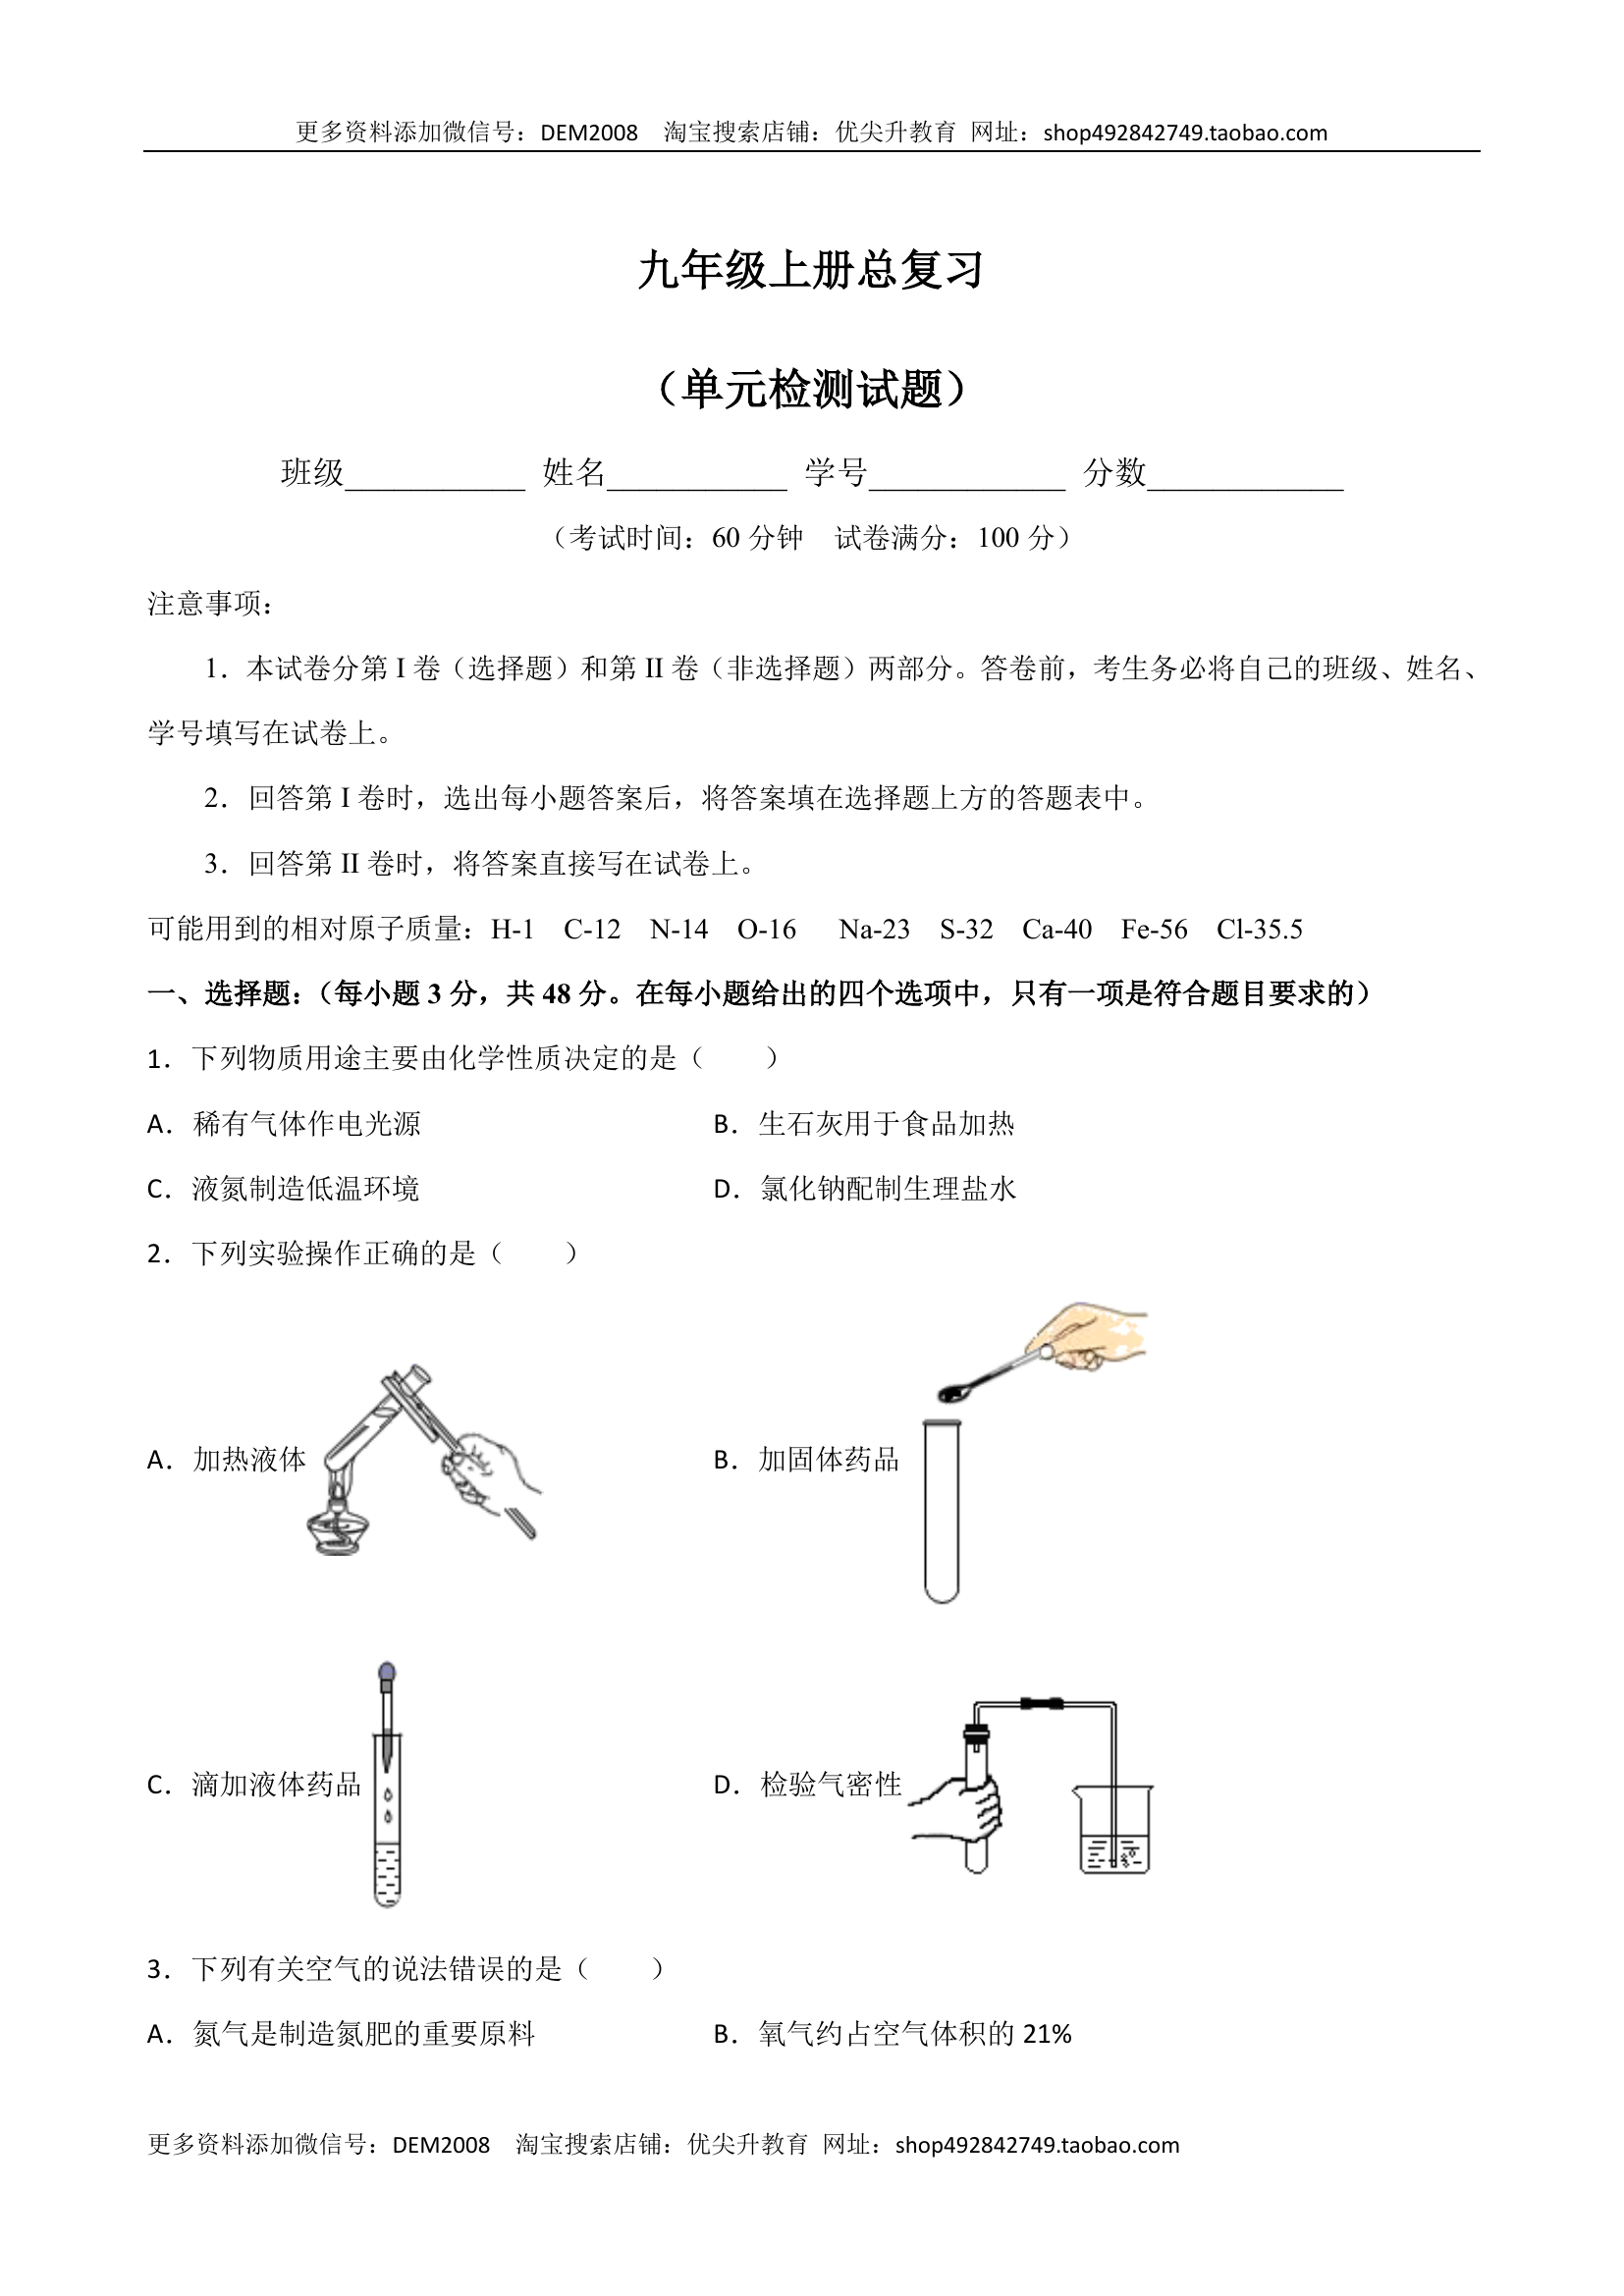 更多资料添加微信号：DEM2008    淘宝搜索店铺：优尖升教育  网址：shop492842749.taobao.com
九年级上册总复习
（单元检测试题）
班级___________ 姓名___________ 学号____________ 分数____________
（考试时间：60 分钟    试卷满分：100 分）
注意事项：
1．本试卷分第 I 卷（选择题）和第 II 卷（非选择题）两部分。答卷前，考生务必将自己的班级、姓名、
学号填写在试卷上。
2．回答第 I 卷时，选出每小题答案后，将答案填在选择题上方的答题表中。
3．回答第 II 卷时，将答案直接写在试卷上。
可能用到的相对原子质量：H-1    C-12    N-14    O-16    Na-23    S-32    Ca-40    Fe-56    Cl-35.5
一、选择题：（每小题 3 分，共 48 分。在每小题给出的四个选项中，只有一项是符合题目要求的）
1．下列物质用途主要由化学性质决定的是（    ）
A．稀有气体作电光源    B．生石灰用于食品加热
C．液氮制造低温环境    D．氯化钠配制生理盐水
2．下列实验操作正确的是（    ）
A．加热液体    B．加固体药品
C．滴加液体药品    D．检验气密性
3．下列有关空气的说法错误的是（    ）
A．氮气是制造氮肥的重要原料    B．氧气约占空气体积的 21%
更多资料添加微信号：DEM2008    淘宝搜索店铺：优尖升教育  网址：shop492842749.taobao.com